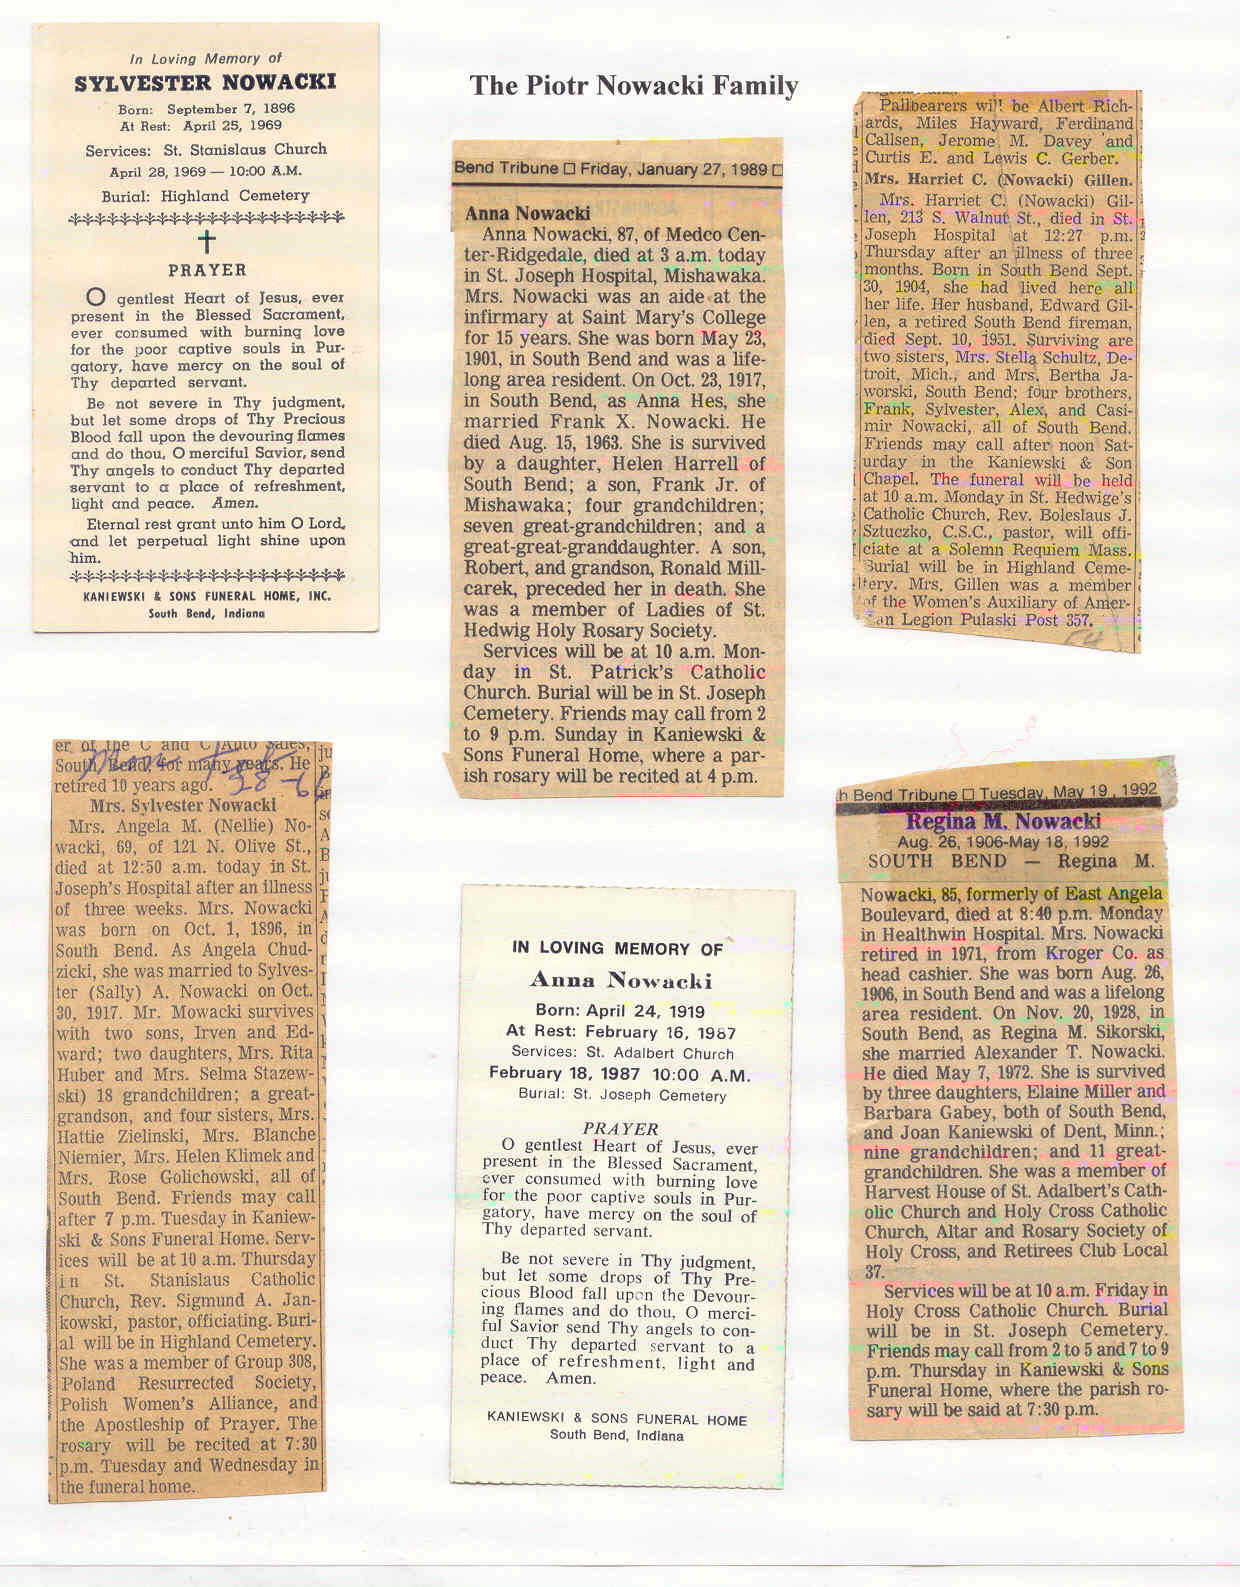 In Loving Memory of
SYLVESTER NOWACKI
Born: September 7, 1896
At Rest: April 25, 1969
Services: St. Stanislaus Church
April 28, 1969 — 10:00 A.M.
Burial: Highland Cemetery
PRAYER
O gentlest Heart of Jesus, ever
present in the Blessed Sacrament,
ever consumed with burning love
for the poor captive souls in Pur-
gatory, have mercy on the soul of
Thy departed servant.
Be not severe in Thy judgment,
but let some drops of Thy Precious
Blood fall upon the devouring flames
and do thou, O merciful Savior, send
Thy angels to conduct Thy departed
servant to a place of refreshment,
light and peace. Amen.
Eternal rest grant unto him O Lord,
and let perpetual light shine upon
him.
KANIEWSKI & SONS FUNERAL HOME, INC.
South Bend, Indiana
The Piotr Nowacki Family
Bend Tribune □ Friday, January 27, 1989 □
Anna Nowacki
Anna Nowacki, 87, of Medco Cen-
ter-Ridgedale, died at 3 a.m. today
in St. Joseph Hospital, Mishawaka.
Mrs. Nowacki was an aide at the
infirmary at Saint Mary's College
for 15 years. She was born May 23,
1901, in South Bend and was a life-
long area resident. On Oct. 23, 1917,
in South Bend, as Anna Hes, she
married Frank X. Nowacki. He
died Aug. 15, 1963. She is survived
by a daughter, Helen Harrell of
South Bend; a son, Frank Jr. of
Mishawaka; four grandchildren;
seven great-grandchildren; and a
great-great-granddaughter. A son,
Robert, and grandson, Ronald Mill-
carek, preceded her in death. She
was a member of Ladies of St.
Hedwig Holy Rosary Society.
Services will be at 10 a.m. Mon-
day in St. Patrick's Catholic
Church. Burial will be in St. Joseph
Cemetery. Friends may call from 2
to 9 p.m. Sunday in Kaniewski &
Sons Funeral Home, where a par-
ish rosary will be recited at 4 p.m.
Pallbearers will be Albert Rich-
ards, Miles Hayward, Ferdinand
Callsen, Jerome M. Davey and
Curtis E. and Lewis C. Gerber.
Mrs. Harriet C. (Nowacki) Gillen.
Mrs. Harriet C. (Nowacki) Gil-
len, 213 S. Walnut St., died in St.
Joseph Hospital at 12:27 p.m.
Thursday after an illness of three
months. Born in South Bend Sept.
30, 1904, she had lived here all
her life. Her husband, Edward Gil-
len, a retired South Bend fireman,
died Sept. 10, 1951. Surviving are
two sisters, Mrs. Stella Schultz, De-
troit, Mich., and Mrs. Bertha Ja-
worski, South Bend; four brothers,
Frank, Sylvester, Alex, and Casi-
mir Nowacki, all of South Bend.
Friends may call after noon Sat-
urday in the Kaniewski & Son
Chapel. The funeral will be held
at 10 a.m. Monday in St. Hedwige's
Catholic Church. Rev. Boleslaus J.
Sztuczko, C.S.C., pastor, will offi-
ciate at a Solemn Requiem Mass.
Burial will be in Highland Ceme-
tery. Mrs. Gillen was a member
of the Women's Auxiliary of Amer-
ican Legion Pulaski Post 357.
54
er of the C and C Auto Sales,
South Bend, for many years. He
retired 10 years ago.
Mon Feb
28-66
Mrs. Sylvester Nowacki
Mrs. Angela M. (Nellie) No-
wacki, 69, of 121 N. Olive St.,
died at 12:50 a.m. today in St.
Joseph's Hospital after an illness
of three weeks. Mrs. Nowacki
was born on Oct. 1, 1896, in
South Bend. As Angela Chud-
zicki, she was married to Sylves-
ter (Sally) A. Nowacki on Oct.
30, 1917. Mr. Mowacki survives
with two sons, Irven and Ed-
ward; two daughters, Mrs. Rita
Huber and Mrs. Selma Stazew-
ski) 18 grandchildren; a great-
grandson, and four sisters, Mrs.
Hattie Zielinski, Mrs. Blanche
Niemier, Mrs. Helen Klimek and
Mrs. Rose Golichowski, all of
South Bend. Friends may call
after 7 p.m. Tuesday in Kaniew-
ski & Sons Funeral Home. Serv-
ices will be at 10 a.m. Thursday
in St. Stanislaus Catholic
Church, Rev. Sigmund A. Jan-
kowski, pastor, officiating. Buri-
al will be in Highland Cemetery.
She was a member of Group 308,
Poland Resurrected Society,
Polish Women's Alliance, and
the Apostleship of Prayer. The
rosary will be recited at 7:30
p.m. Tuesday and Wednesday in
the funeral home.
IN LOVING MEMORY OF
Anna Nowacki
Born: April 24, 1919
At Rest: February 16, 1987
Services: St. Adalbert Church
February 18, 1987 10:00 A.M.
Burial: St. Joseph Cemetery
PRAYER
O gentlest Heart of Jesus, ever
present in the Blessed Sacrament,
ever consumed with burning love
for the poor captive souls in Pur-
gatory, have mercy on the soul of
Thy departed servant.
Be not severe in Thy judgment,
but let some drops of Thy Pre-
cious Blood fall upon the Devour-
ing flames and do thou, O merci-
ful Savior send Thy angels to con-
duct Thy departed servant to a
place of refreshment, light and
peace. Amen.
KANIEWSKI & SONS FUNERAL HOME
South Bend, Indiana
h Bend Tribune □ Tuesday, May 19, 1992
Regina M. Nowacki
Aug. 26, 1906-May 18, 1992
SOUTH BEND — Regina M.
Nowacki, 85, formerly of East Angela
Boulevard, died at 8:40 p.m. Monday
in Healthwin Hospital. Mrs. Nowacki
retired in 1971, from Kroger Co. as
head cashier. She was born Aug. 26,
1906, in South Bend and was a lifelong
area resident. On Nov. 20, 1928, in
South Bend, as Regina M. Sikorski,
she married Alexander T. Nowacki.
He died May 7, 1972. She is survived
by three daughters, Elaine Miller and
Barbara Gabey, both of South Bend,
and Joan Kaniewski of Dent, Minn.;
nine grandchildren; and 11 great-
grandchildren. She was a member of
Harvest House of St. Adalbert's Cath-
olic Church and Holy Cross Catholic
Church, Altar and Rosary Society of
Holy Cross, and Retirees Club Local
37.
Services will be at 10 a.m. Friday in
Holy Cross Catholic Church. Burial
will be in St. Joseph Cemetery.
Friends may call from 2 to 5 and 7 to 9
p.m. Thursday in Kaniewski & Sons
Funeral Home, where the parish ro-
sary will be said at 7:30 p.m.